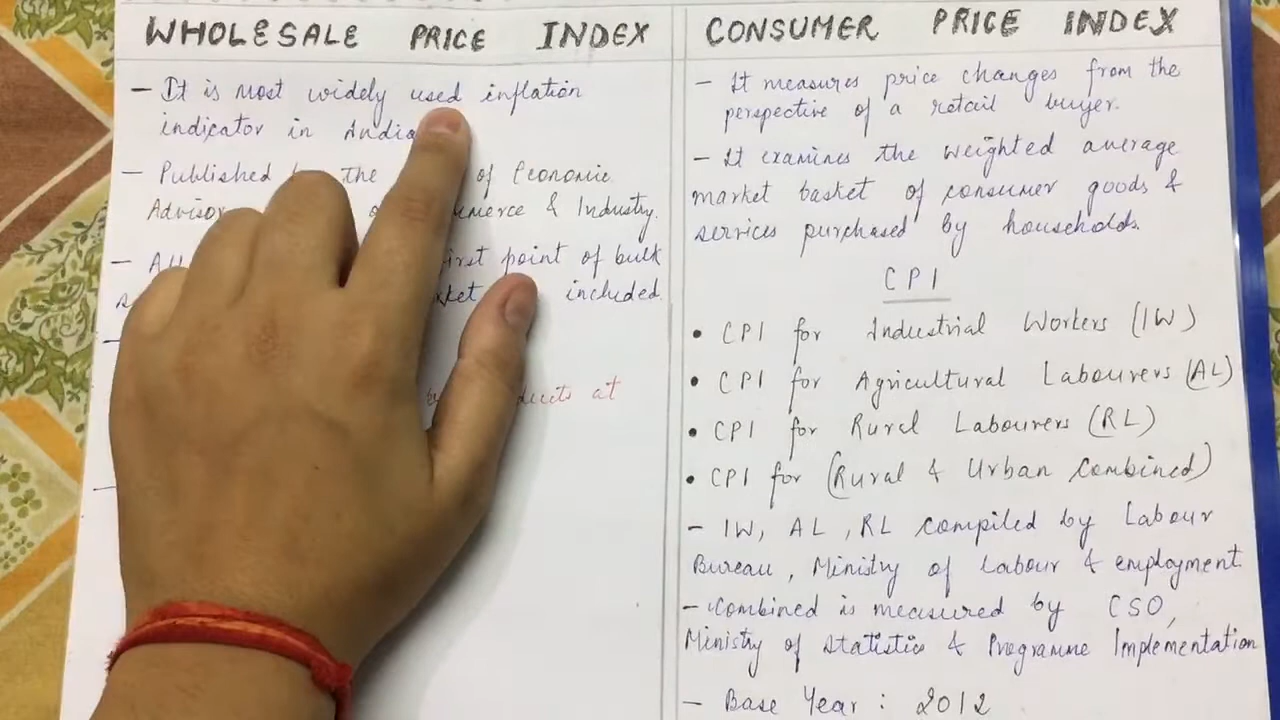 WHOLESALE PRICE INDEX
- It is most widely used inflation
indicator in India
- Published the of Economic
Advisor & Industry.
- first point of bulk
included
ducts at
CONSUMER PRICE INDEX
- It measures price changes from the
perspective of a retail buyer.
- It examines the weighted average
market basket of consumer goods &
services purchased by households.
CPI
• CPI for Industrial Workers (IW)
• CPI for Agricultural Labourers (AL)
• CPI for Rural Labourers (RL)
• CPI for (Rural & Urban Combined)
- IW, AL, RL compiled by Labour
Bureau, Ministry of Labour & employment.
- Combined is measured by CSO,
Ministry of Statistics & Programme Implementation
- Base Year : 2012